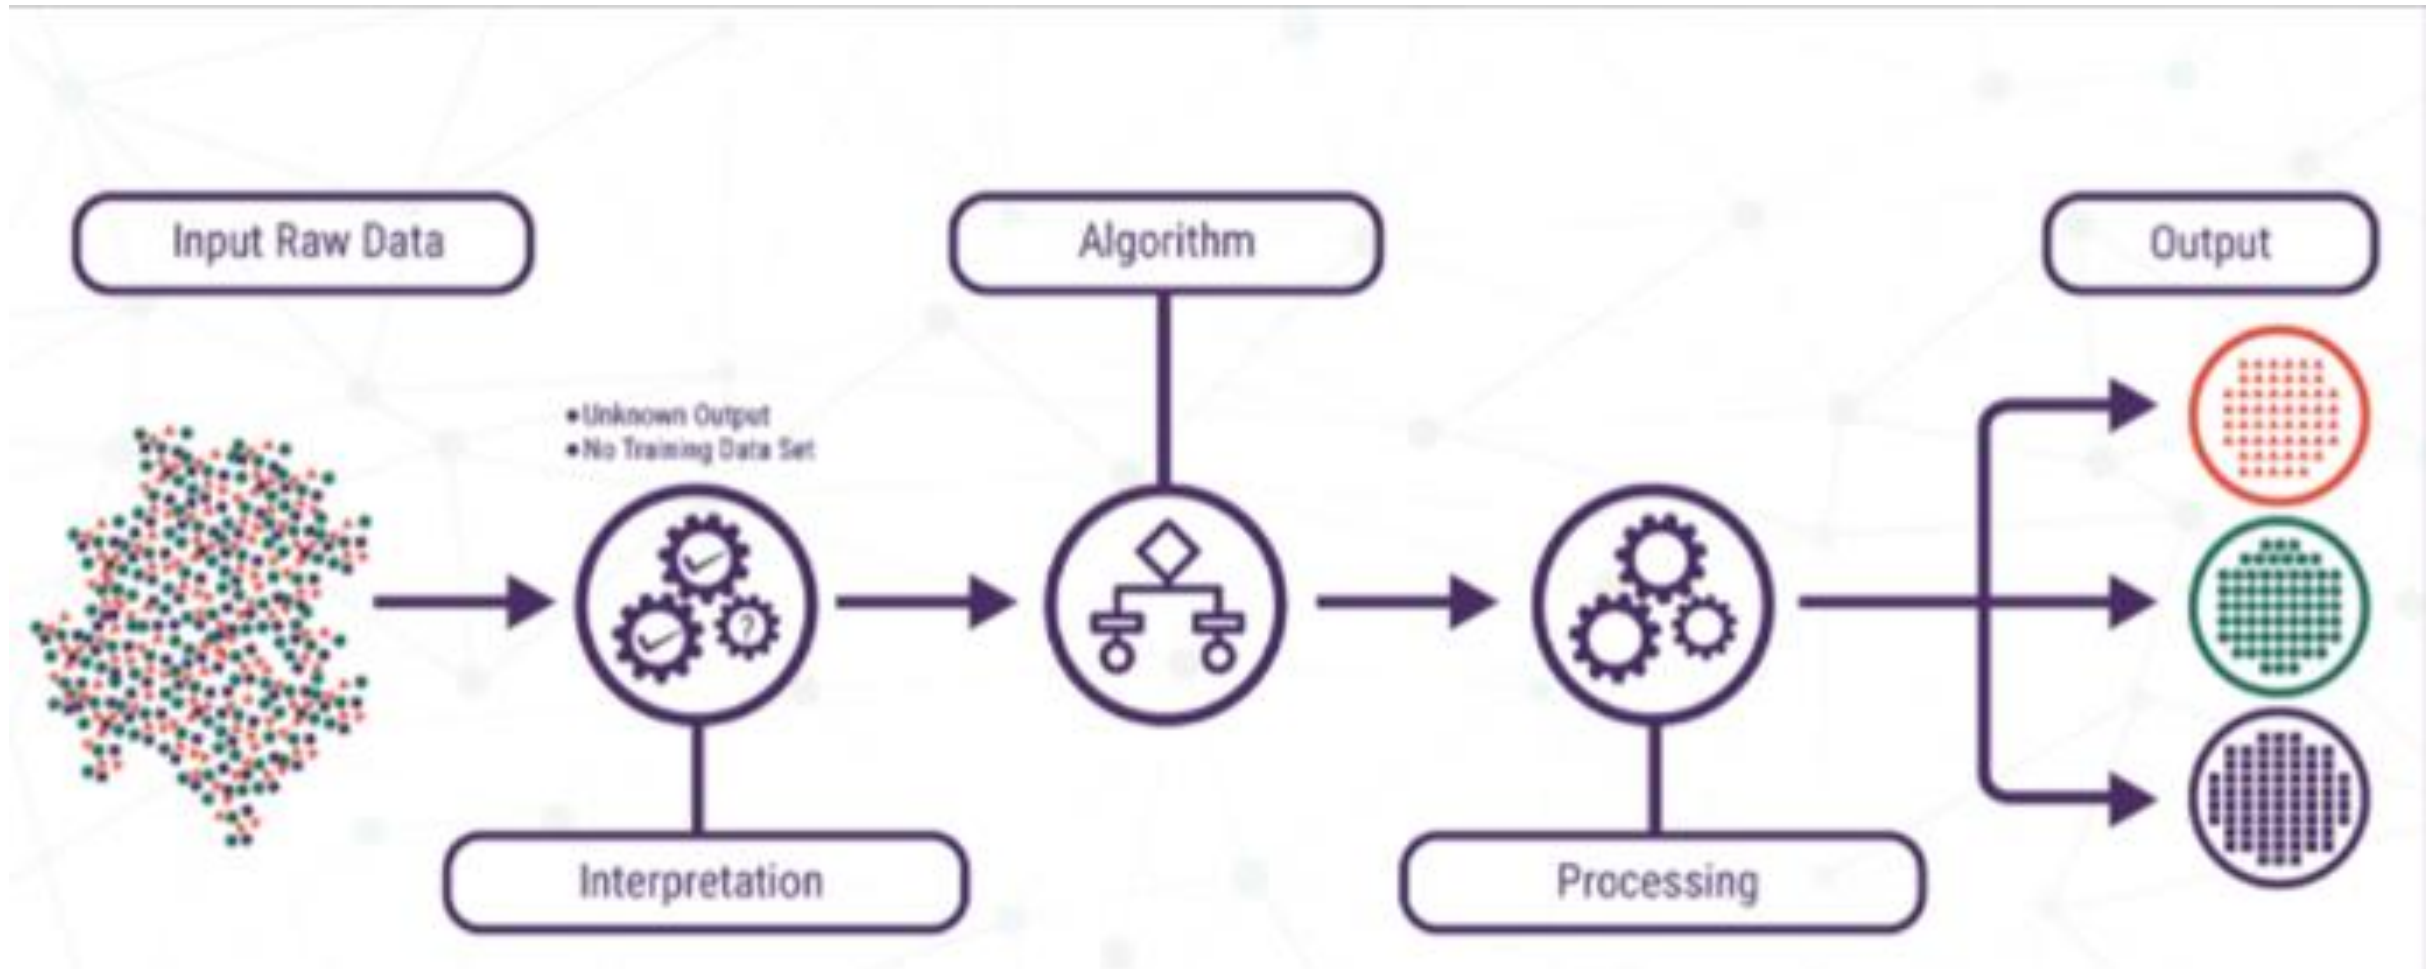 Input Raw Data
Algorithm
Output
•Unknown Output
•No Training Data Set
?
Interpretation
Processing